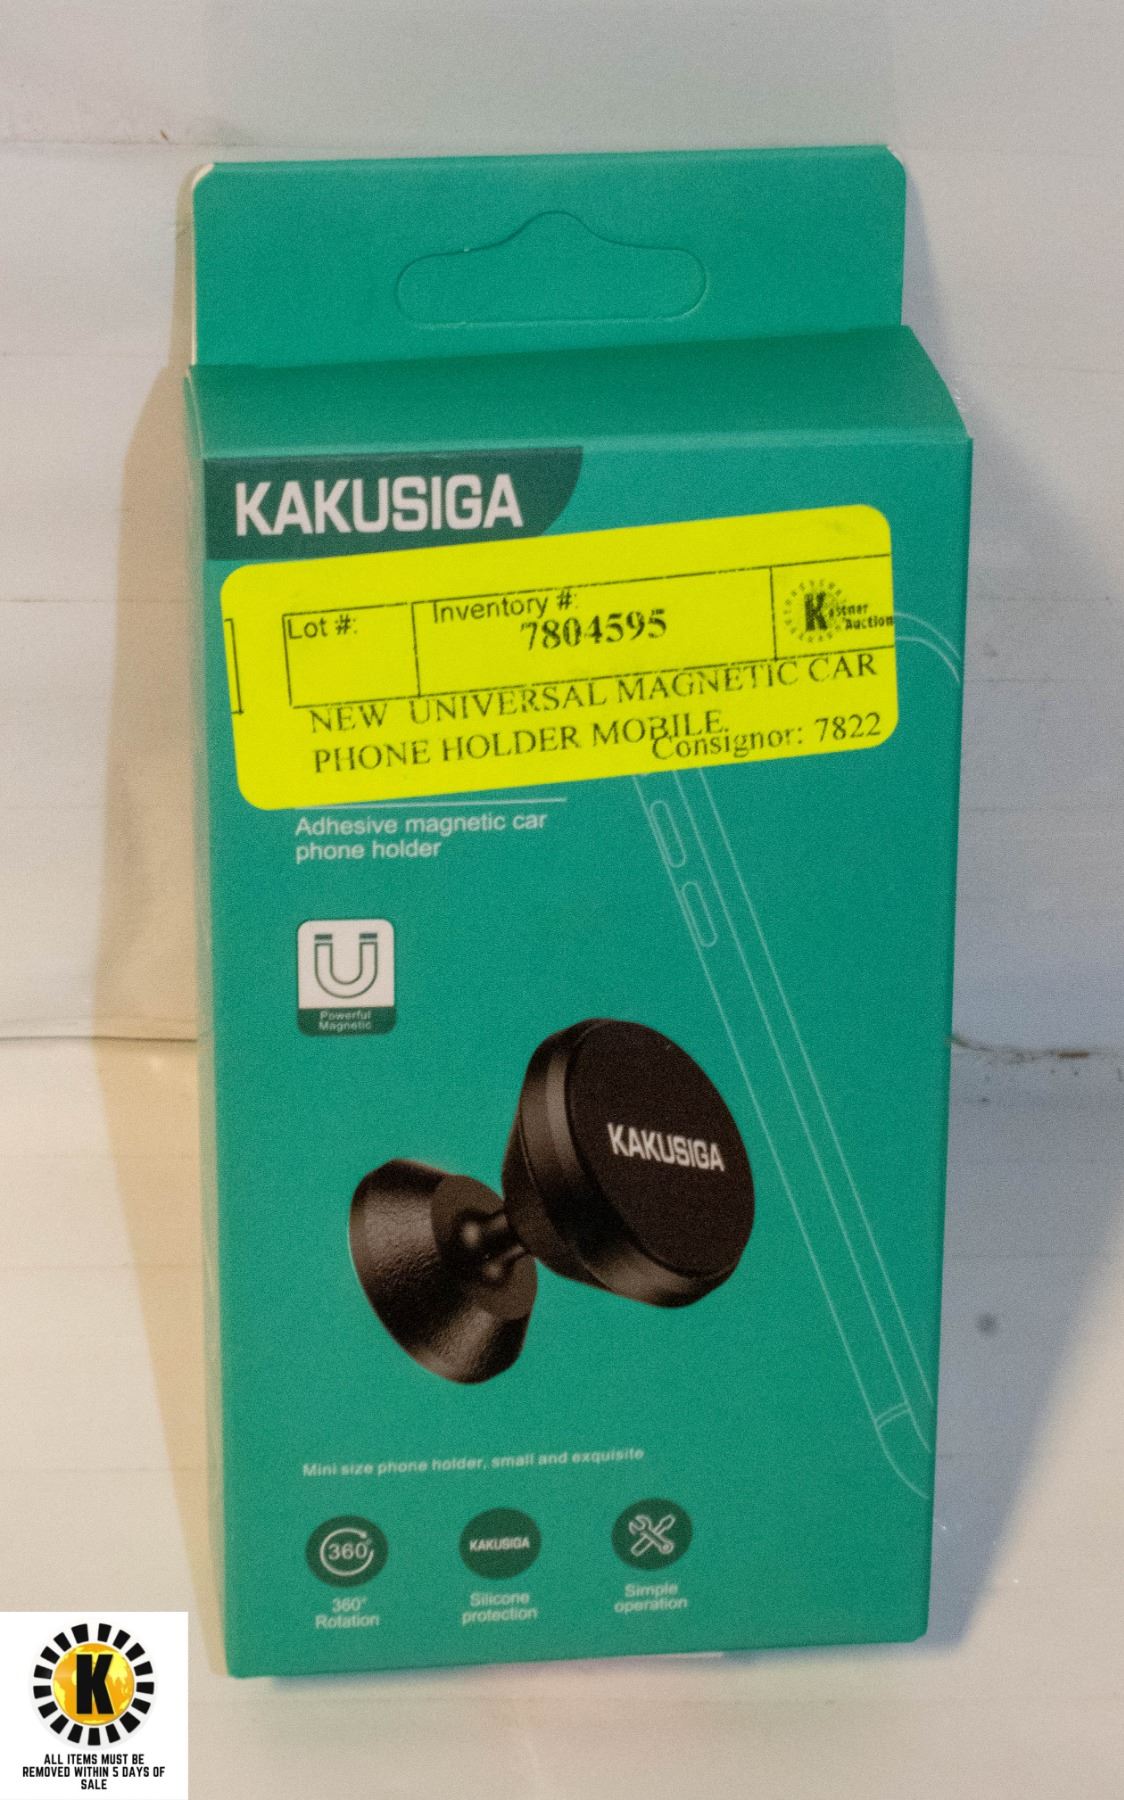 KAKUSIGA
Lot #:
Inventory #:
7804595
Kastner
Auction
NEW UNIVERSAL MAGNETIC CAR
PHONE HOLDER MOBILE
Consignor: 7822
Adhesive magnetic car
phone holder
Powerful
Magnetic
KAKUSIGA
Mini size phone holder, small and exquisite
360°
KAKUSIGA
360°
Rotation
Silicone
protection
Simple
operation
K
ALL ITEMS MUST BE
REMOVED WITHIN 5 DAYS OF
SALE